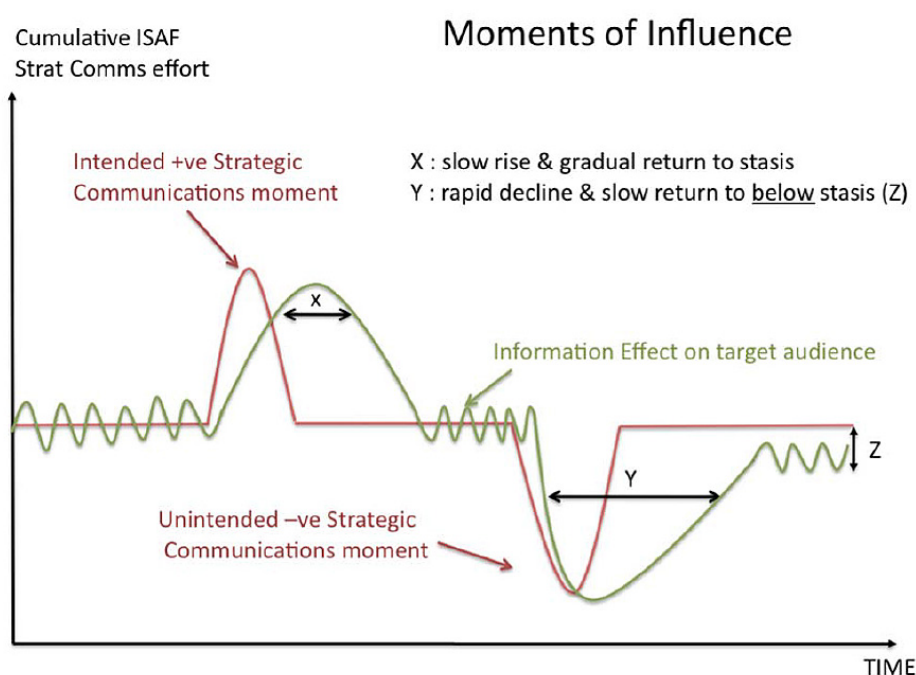 Moments of Influence
Cumulative ISAF
Strat Comms effort
Intended +ve Strategic
Communications moment
X : slow rise & gradual return to stasis
Y : rapid decline & slow return to below stasis (Z)
X
Information Effect on target audience
Y
Z
Unintended –ve Strategic
Communications moment
TIME